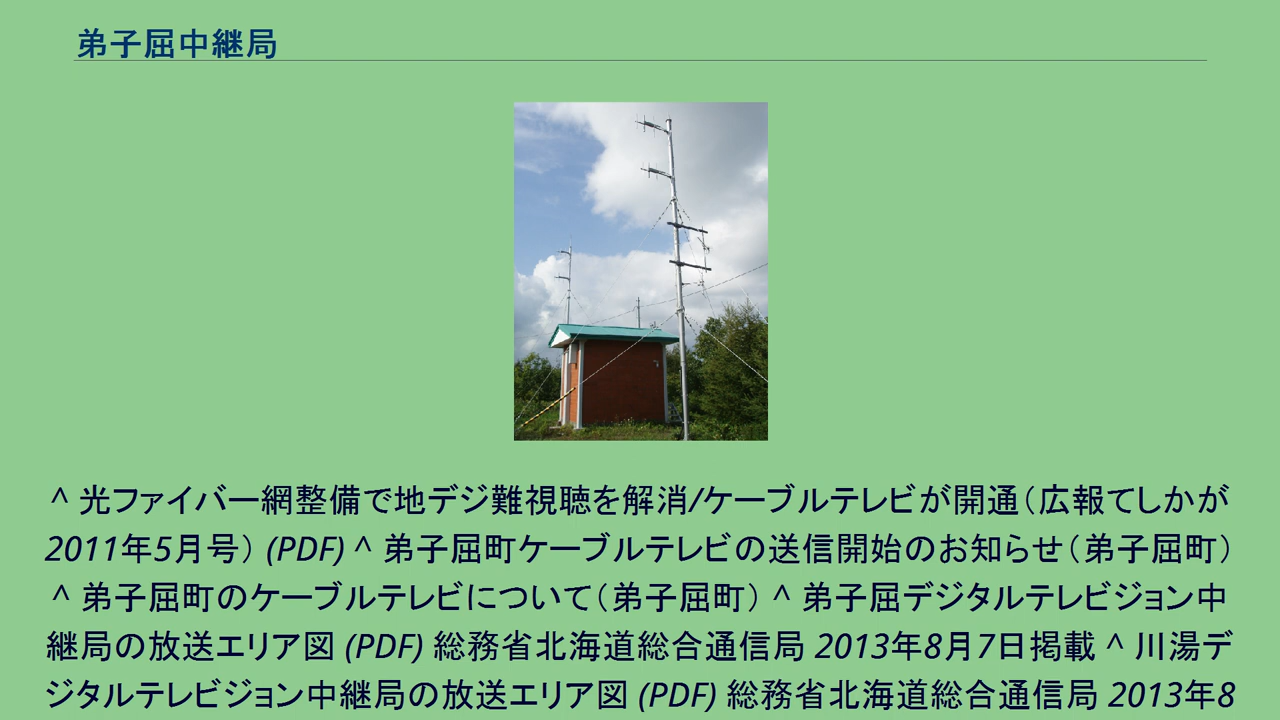 弟子屈中継局
^ 光ファイバー網整備で地デジ難視聴を解消/ケーブルテレビが開通（広報てしかが
2011年5月号） (PDF) ^ 弟子屈町ケーブルテレビの送信開始のお知らせ（弟子屈町）
^ 弟子屈町のケーブルテレビについて（弟子屈町） ^ 弟子屈デジタルテレビジョン中
継局の放送エリア図 (PDF) 総務省北海道総合通信局 2013年8月7日掲載 ^ 川湯デ
ジタルテレビジョン中継局の放送エリア図 (PDF) 総務省北海道総合通信局 2013年8